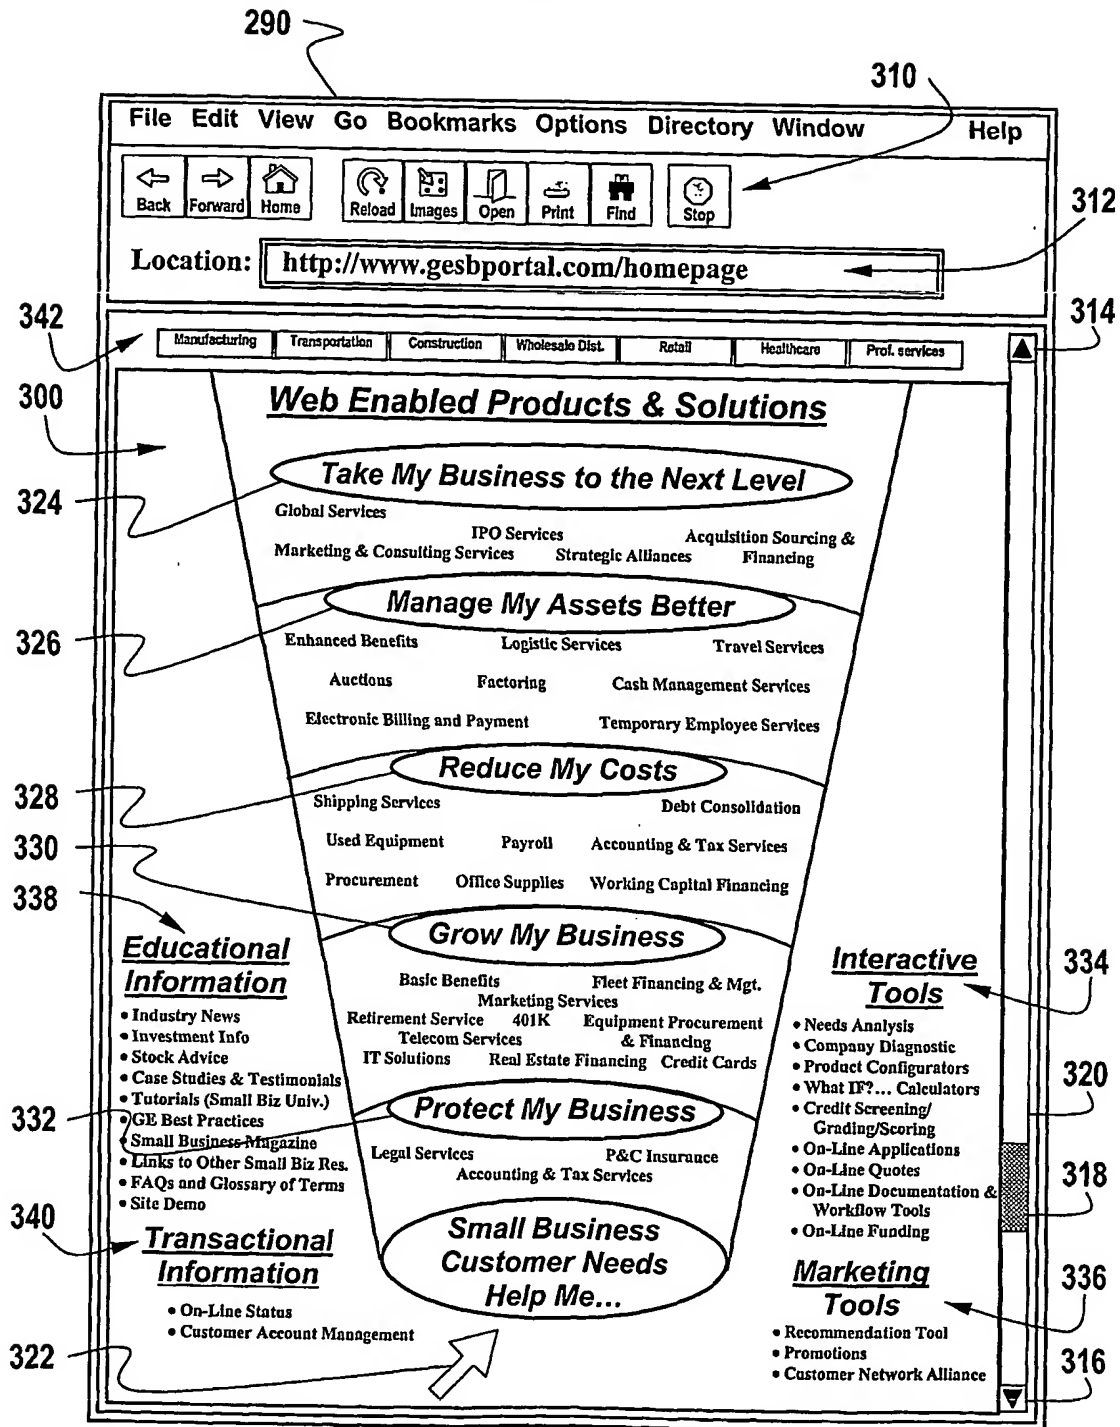 290
310
File Edit View Go Bookmarks Options Directory Window Help
Back Forward Home Reload Images Open Print Find Stop
312
Location: http://www.gesbportal.com/homepage
342
314
Manufacturing Transportation Construction Wholesale Dist. Retail Healthcare Prof. services
300
Web Enabled Products & Solutions
324
Take My Business to the Next Level
Global Services
IPO Services
Acquisition Sourcing &
Financing
Marketing & Consulting Services
Strategic Alliances
326
Manage My Assets Better
Enhanced Benefits Logistic Services Travel Services
Auctions Factoring Cash Management Services
Electronic Billing and Payment Temporary Employee Services
328
Reduce My Costs
Shipping Services Debt Consolidation
Used Equipment Payroll Accounting & Tax Services
Procurement Office Supplies Working Capital Financing
330
Grow My Business
Basic Benefits Fleet Financing & Mgt.
Marketing Services
Retirement Service 401K Equipment Procurement
& Financing
Telecom Services
IT Solutions Real Estate Financing Credit Cards
332
Protect My Business
Legal Services P&C Insurance
Accounting & Tax Services
Small Business
Customer Needs
Help Me...
338
Educational
Information
• Industry News
• Investment Info
• Stock Advice
• Case Studies & Testimonials
• Tutorials (Small Biz Univ.)
• GE Best Practices
• Small Business Magazine
• Links to Other Small Biz Res.
• FAQs and Glossary of Terms
• Site Demo
340
Transactional
Information
• On-Line Status
• Customer Account Management
322
334
Interactive
Tools
• Needs Analysis
• Company Diagnostic
• Product Configurators
• What IF?... Calculators
• Credit Screening/
Grading/Scoring
• On-Line Applications
• On-Line Quotes
• On-Line Documentation &
Workflow Tools
• On-Line Funding
320
318
336
Marketing
Tools
• Recommendation Tool
• Promotions
• Customer Network Alliance
316